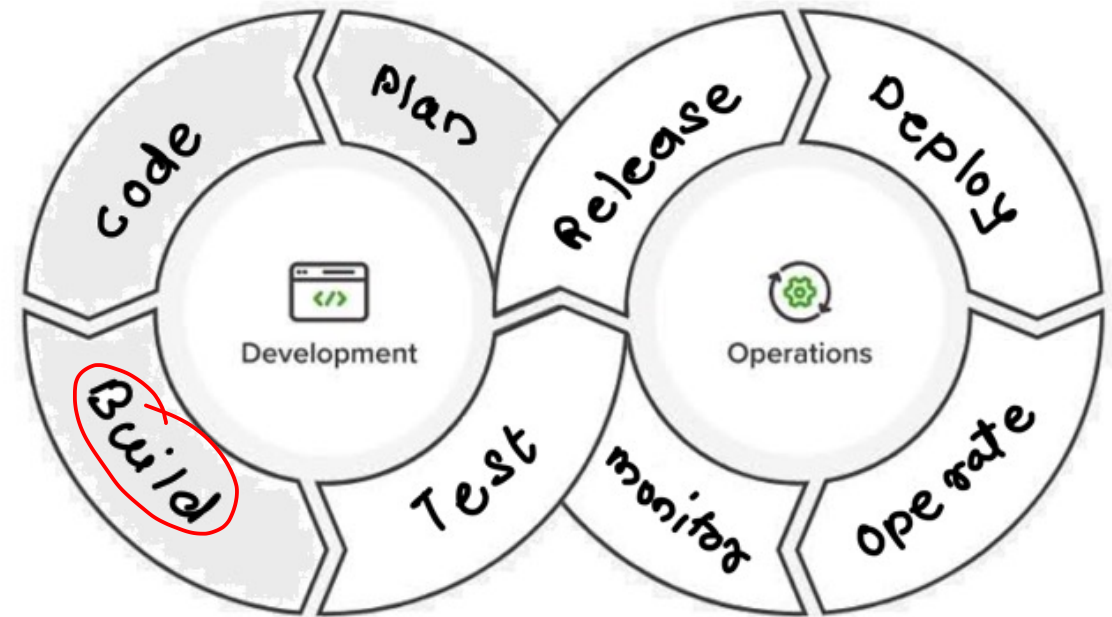 Plan
Code
Build
Test
Release
Deploy
Operate
monitor
</>
Development
Operations